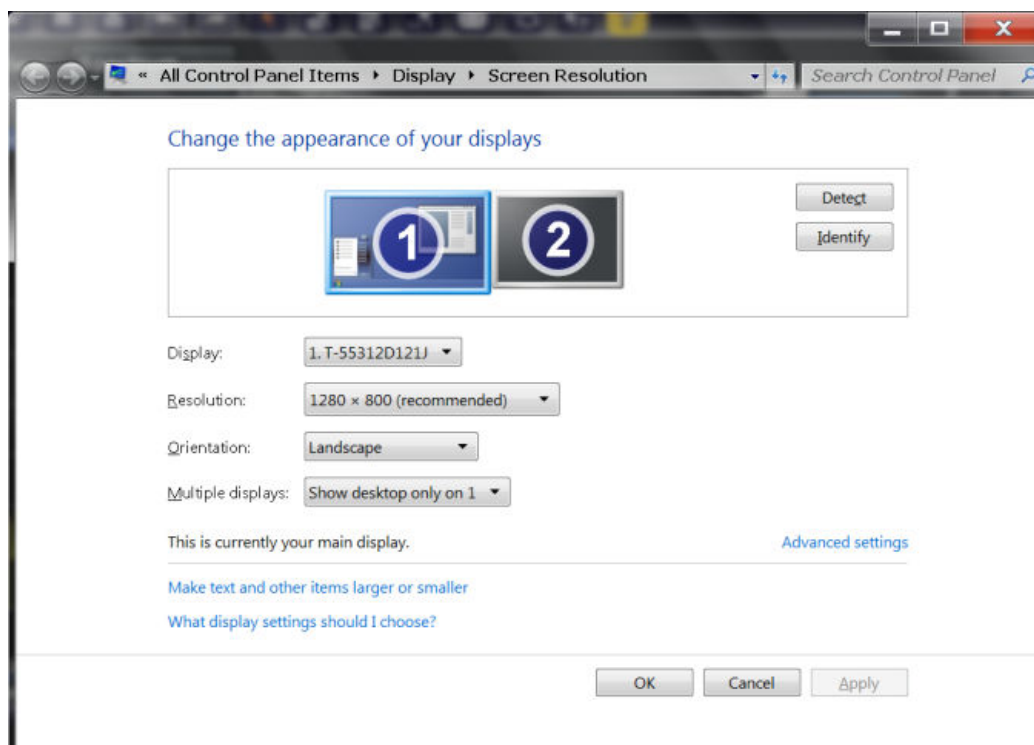 « All Control Panel Items ▸ Display ▸ Screen Resolution Search Control Panel
Change the appearance of your displays
1 2
Detect
Identify
Display: 1. T-55312D121J
Resolution: 1280 × 800 (recommended)
Orientation: Landscape
Multiple displays: Show desktop only on 1
This is currently your main display. Advanced settings
Make text and other items larger or smaller
What display settings should I choose?
OK Cancel Apply